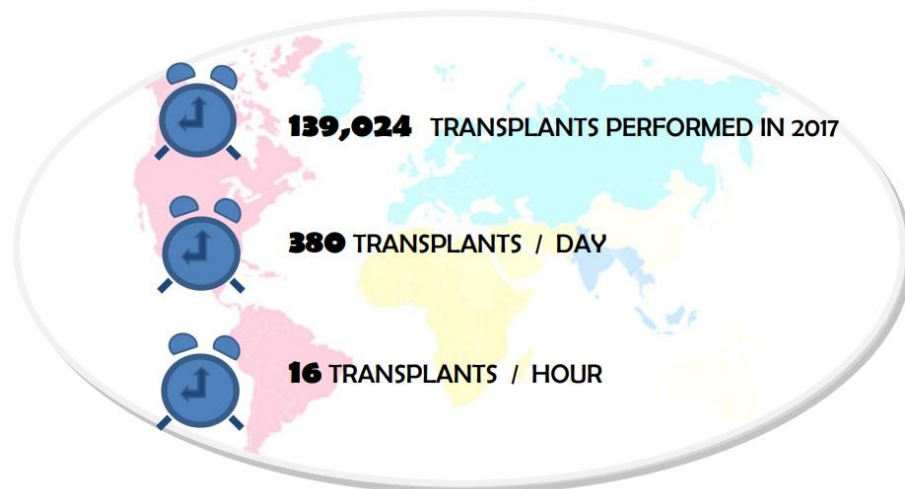 139,024 TRANSPLANTS PERFORMED IN 2017
380 TRANSPLANTS / DAY
16 TRANSPLANTS / HOUR